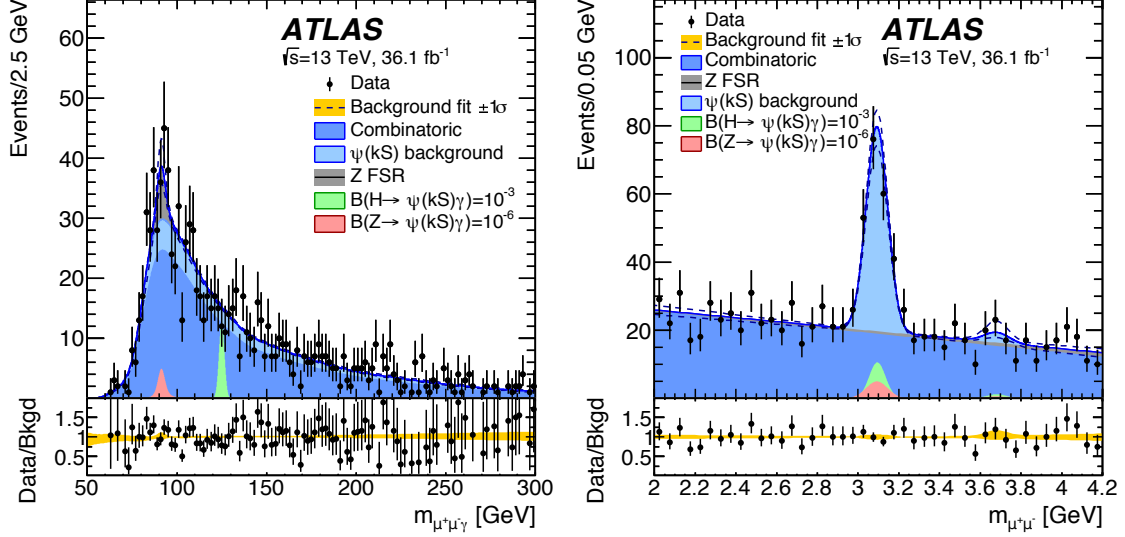 ATLAS
√s=13 TeV, 36.1 fb⁻¹
Data
Background fit ±1σ
Combinatoric
ψ(kS) background
Z FSR
B(H→ ψ(kS)γ)=10⁻³
B(Z→ ψ(kS)γ)=10⁻⁶
Events/2.5 GeV
60
50
40
30
20
10
Data/Bkgd
1.5
1
0.5
50 100 150 200 250 300
m_μ⁺μ⁻γ [GeV]
ATLAS
√s=13 TeV, 36.1 fb⁻¹
Data
Background fit ±1σ
Combinatoric
Z FSR
ψ(kS) background
B(H→ ψ(kS)γ)=10⁻³
B(Z→ ψ(kS)γ)=10⁻⁶
Events/0.05 GeV
100
80
60
40
20
Data/Bkgd
1.5
1
0.5
2 2.2 2.4 2.6 2.8 3 3.2 3.4 3.6 3.8 4 4.2
m_μ⁺μ⁻ [GeV]